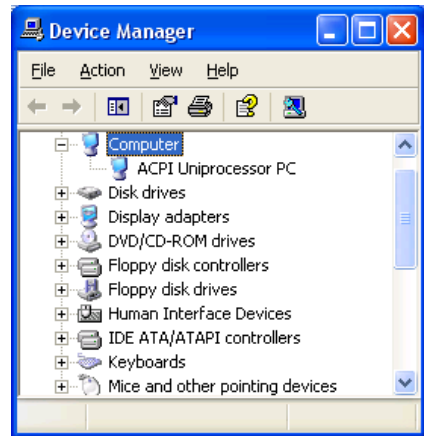 Device Manager
File Action View Help
Computer
ACPI Uniprocessor PC
Disk drives
Display adapters
DVD/CD-ROM drives
Floppy disk controllers
Floppy disk drives
Human Interface Devices
IDE ATA/ATAPI controllers
Keyboards
Mice and other pointing devices